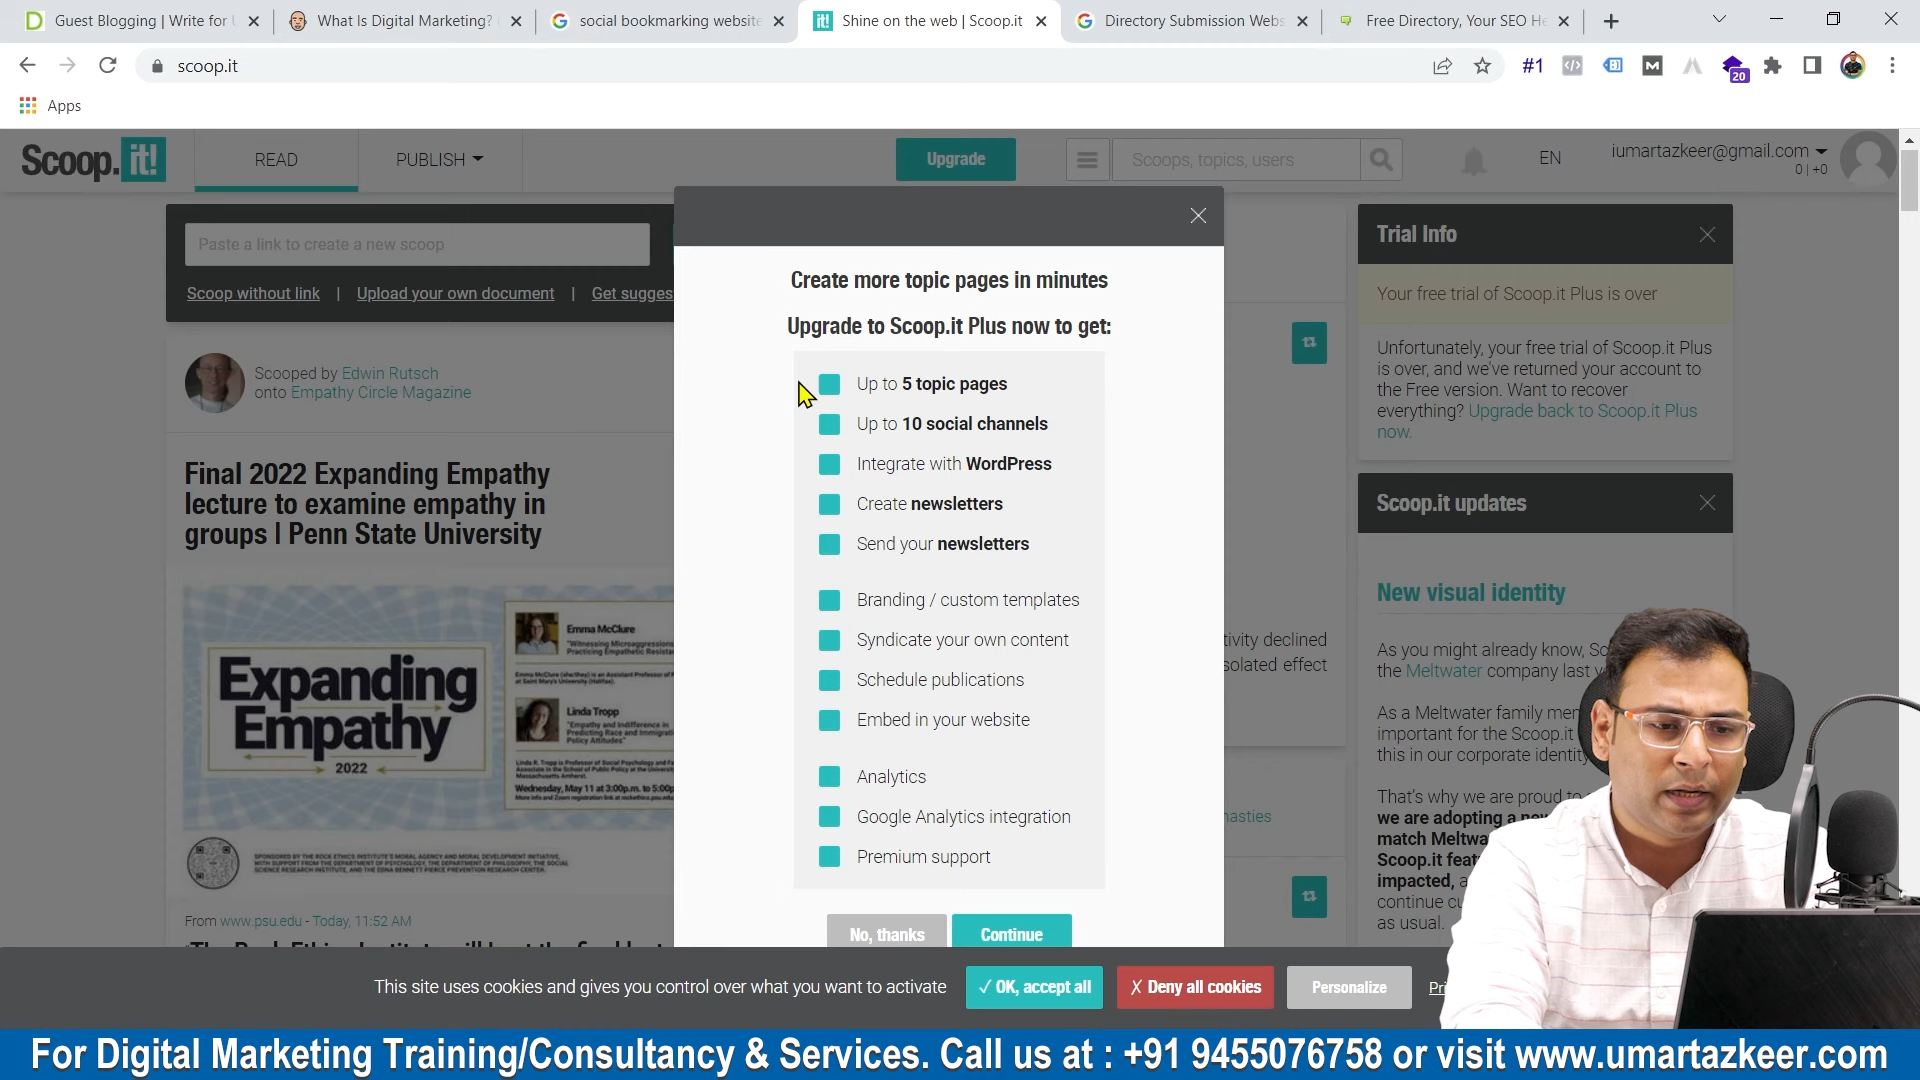 Guest Blogging | Write for
What Is Digital Marketing?
social bookmarking website
Shine on the web | Scoop.it
Directory Submission Webs
Free Directory, Your SEO He
scoop.it
#1
20
Apps
Scoop.it!
READ
PUBLISH
Upgrade
Scoops, topics, users
EN
iumartazkeer@gmail.com
0 | +0
Paste a link to create a new scoop
Scoop without link | Upload your own document | Get sugges
Scooped by Edwin Rutsch
onto Empathy Circle Magazine
Final 2022 Expanding Empathy
lecture to examine empathy in
groups | Penn State University
Expanding
Empathy
2022
Emma McClure
Linda Tropp
From www.psu.edu - Today, 11:52 AM
Create more topic pages in minutes
Upgrade to Scoop.it Plus now to get:
Up to 5 topic pages
Up to 10 social channels
Integrate with WordPress
Create newsletters
Send your newsletters
Branding / custom templates
Syndicate your own content
Schedule publications
Embed in your website
Analytics
Google Analytics integration
Premium support
No, thanks
Continue
tivity declined
solated effect
nasties
Trial Info
Your free trial of Scoop.it Plus is over
Unfortunately, your free trial of Scoop.it Plus
is over, and we've returned your account to
the Free version. Want to recover
everything? Upgrade back to Scoop.it Plus
now.
Scoop.it updates
New visual identity
As you might already know, Sc
the Meltwater company last y
As a Meltwater family mem
important for the Scoop.it
this in our corporate identity
That's why we are proud to
we are adopting a new
match Meltwa
Scoop.it feat
impacted, a
continue cu
as usual.
This site uses cookies and gives you control over what you want to activate
✓ OK, accept all
✗ Deny all cookies
Personalize
Pri
For Digital Marketing Training/Consultancy & Services. Call us at : +91 9455076758 or visit www.umartazkeer.com